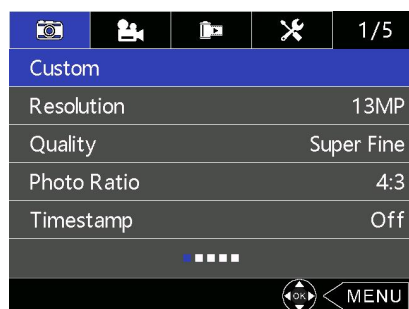 1/5
Custom
Resolution 13MP
Quality Super Fine
Photo Ratio 4:3
Timestamp Off
OK MENU